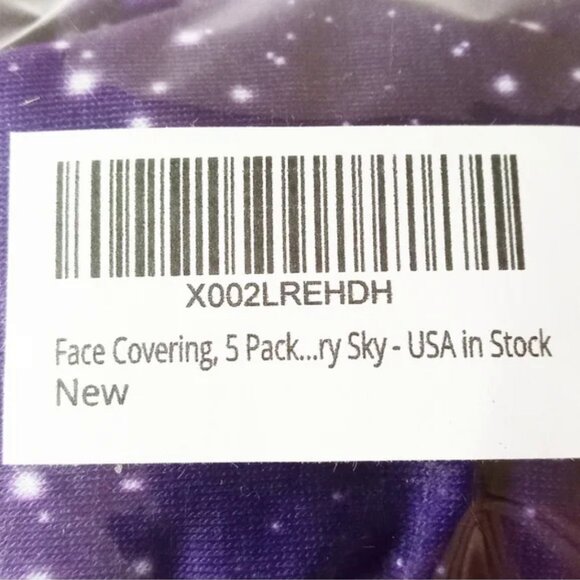 X002LREHDH
Face Covering, 5 Pack...ry Sky - USA in Stock
New